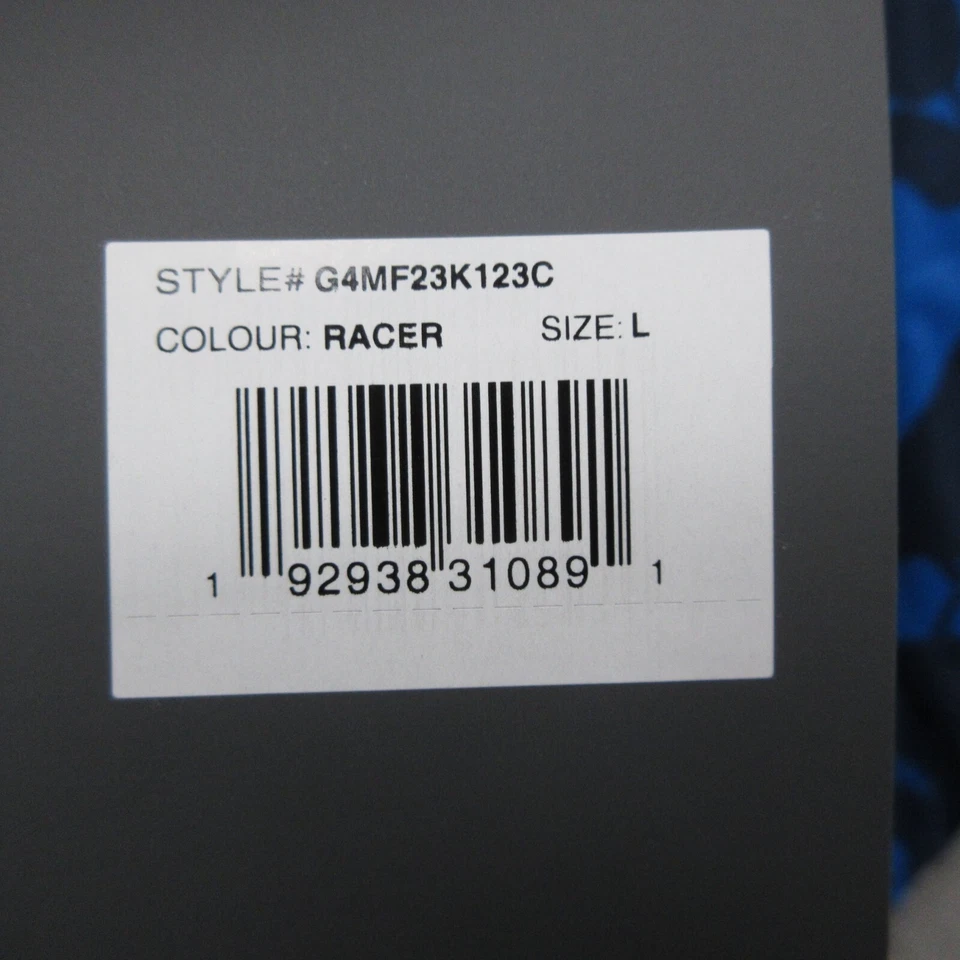 STYLE# G4MF23K123C
COLOUR: RACER SIZE: L
1 92938 31089 1